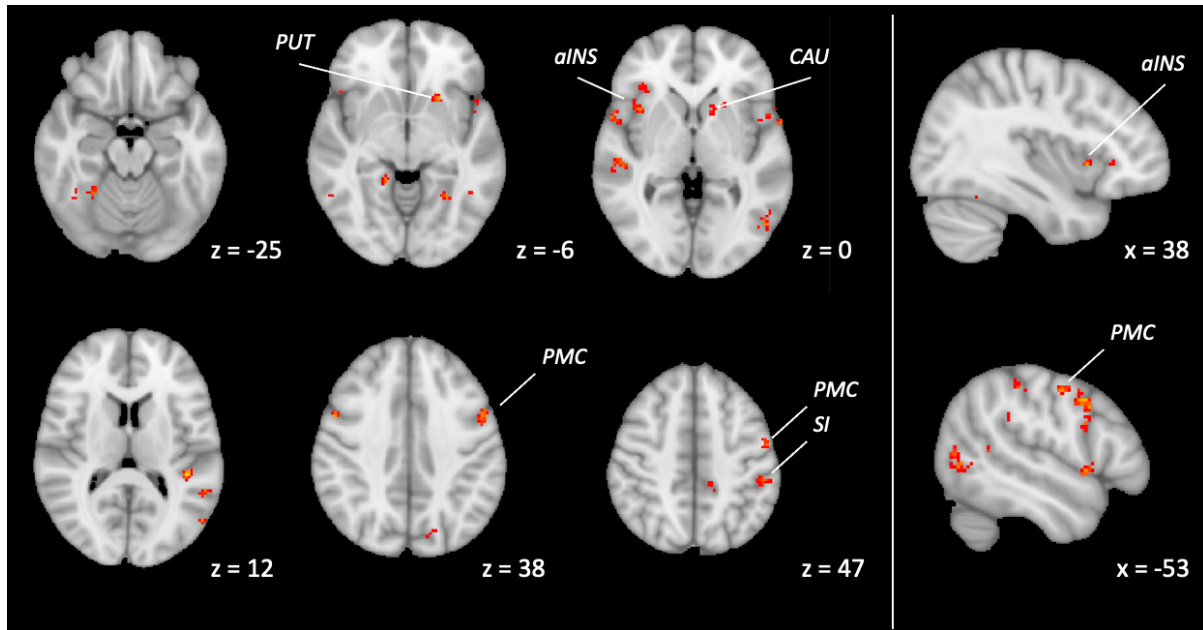 PUT
aINS
CAU
aINS
z = -25
z = -6
z = 0
x = 38
PMC
PMC
SI
PMC
z = 12
z = 38
z = 47
x = -53